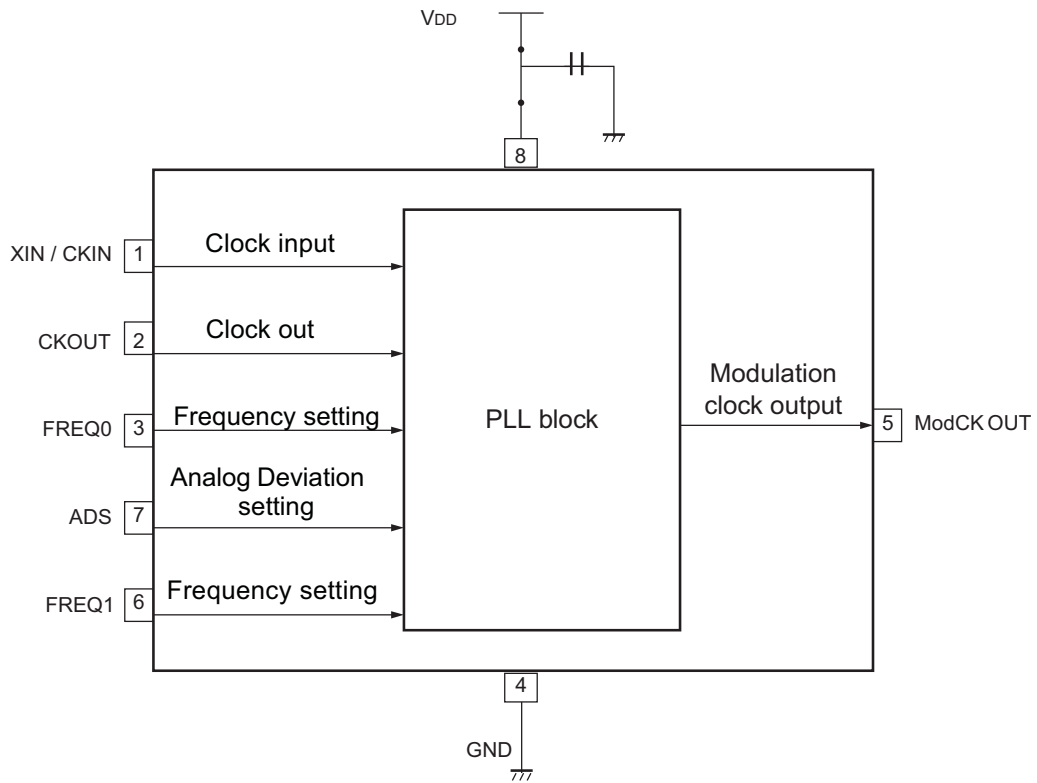 VDD
8
XIN / CKIN 1 Clock input
CKOUT 2 Clock out
FREQ0 3 Frequency setting
ADS 7 Analog Deviation
setting
FREQ1 6 Frequency setting
PLL block
Modulation
clock output
5 ModCK OUT
4
GND